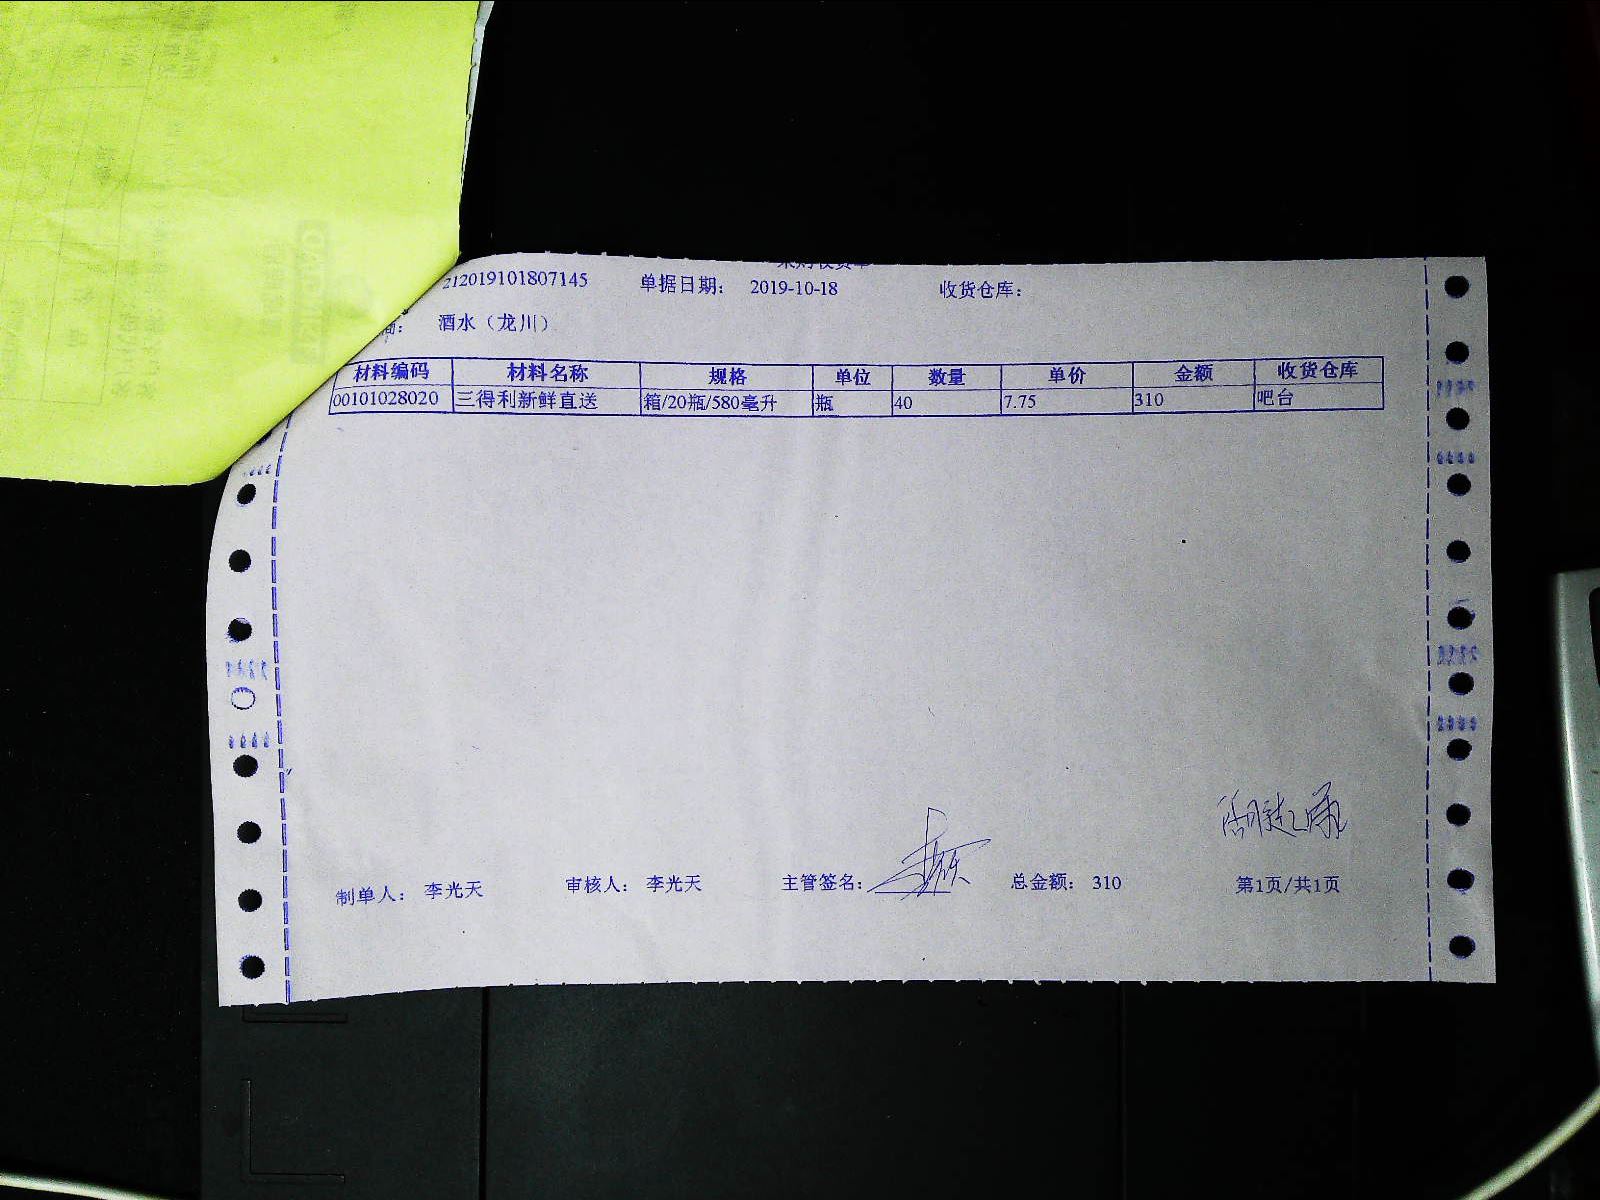 212019101807145 单据日期： 2019-10-18 收货仓库：
商： 酒水（龙川）
材料编码 材料名称 规格 单位 数量 单价 金额 收货仓库
00101028020 三得利新鲜直送 箱/20瓶/580毫升 瓶 40 7.75 310 吧台
制单人： 李光天 审核人： 李光天 主管签名： 总金额： 310 第1页/共1页